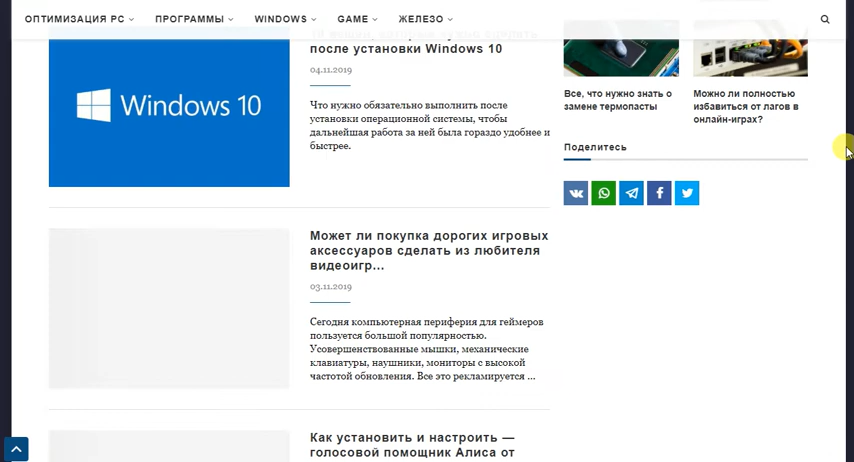 ОПТИМИЗАЦИЯ PC
ПРОГРАММЫ
WINDOWS
GAME
ЖЕЛЕЗО
после установки Windows 10
04.11.2019
Что нужно обязательно выполнить после
установки операционной системы, чтобы
дальнейшая работа за ней была гораздо удобнее и
быстрее.
Windows 10
Может ли покупка дорогих игровых
аксессуаров сделать из любителя
видеоигр...
03.11.2019
Сегодня компьютерная периферия для геймеров
пользуется большой популярностью.
Усовершенствованные мышки, механические
клавиатуры, наушники, мониторы с высокой
частотой обновления. Все это рекламируется ...
Как установить и настроить —
голосовой помощник Алиса от
Все, что нужно знать о
замене термопасты
Можно ли полностью
избавиться от лагов в
онлайн-играх?
Поделитесь